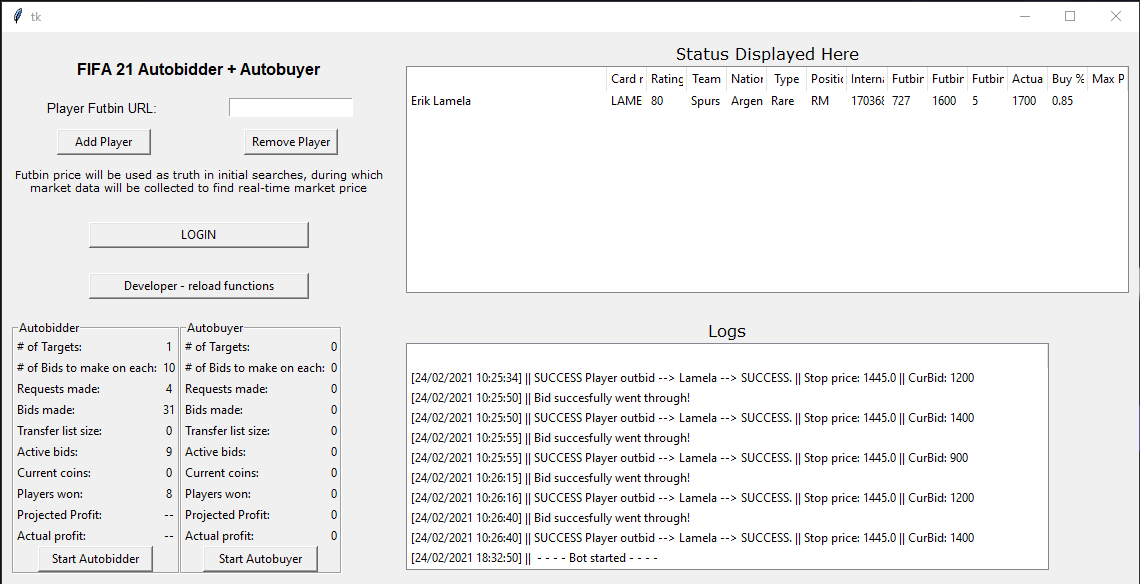 tk
FIFA 21 Autobidder + Autobuyer
Player Futbin URL:
Add Player
Remove Player
Futbin price will be used as truth in initial searches, during which
market data will be collected to find real-time market price
LOGIN
Developer - reload functions
Autobidder
# of Targets: 1
# of Bids to make on each: 10
Requests made: 4
Bids made: 31
Transfer list size: 0
Active bids: 9
Current coins: 0
Players won: 8
Projected Profit: --
Actual profit: --
Start Autobidder
Autobuyer
# of Targets: 0
# of Bids to make on each: 0
Requests made: 0
Bids made: 0
Transfer list size: 0
Active bids: 0
Current coins: 0
Players won: 0
Projected Profit: 0
Actual profit: 0
Start Autobuyer
Status Displayed Here
Card r Rating Team Nation Type Positic Interna Futbin Futbin Futbin Actua Buy % Max P
Erik Lamela LAME 80 Spurs Argen Rare RM 170368 727 1600 5 1700 0.85
Logs
[24/02/2021 10:25:34] || SUCCESS Player outbid --> Lamela --> SUCCESS. || Stop price: 1445.0 || CurBid: 1200
[24/02/2021 10:25:50] || Bid succesfully went through!
[24/02/2021 10:25:50] || SUCCESS Player outbid --> Lamela --> SUCCESS. || Stop price: 1445.0 || CurBid: 1400
[24/02/2021 10:25:55] || Bid succesfully went through!
[24/02/2021 10:25:55] || SUCCESS Player outbid --> Lamela --> SUCCESS. || Stop price: 1445.0 || CurBid: 900
[24/02/2021 10:26:15] || Bid succesfully went through!
[24/02/2021 10:26:16] || SUCCESS Player outbid --> Lamela --> SUCCESS. || Stop price: 1445.0 || CurBid: 1200
[24/02/2021 10:26:40] || Bid succesfully went through!
[24/02/2021 10:26:40] || SUCCESS Player outbid --> Lamela --> SUCCESS. || Stop price: 1445.0 || CurBid: 1400
[24/02/2021 18:32:50] || - - - - Bot started - - - -